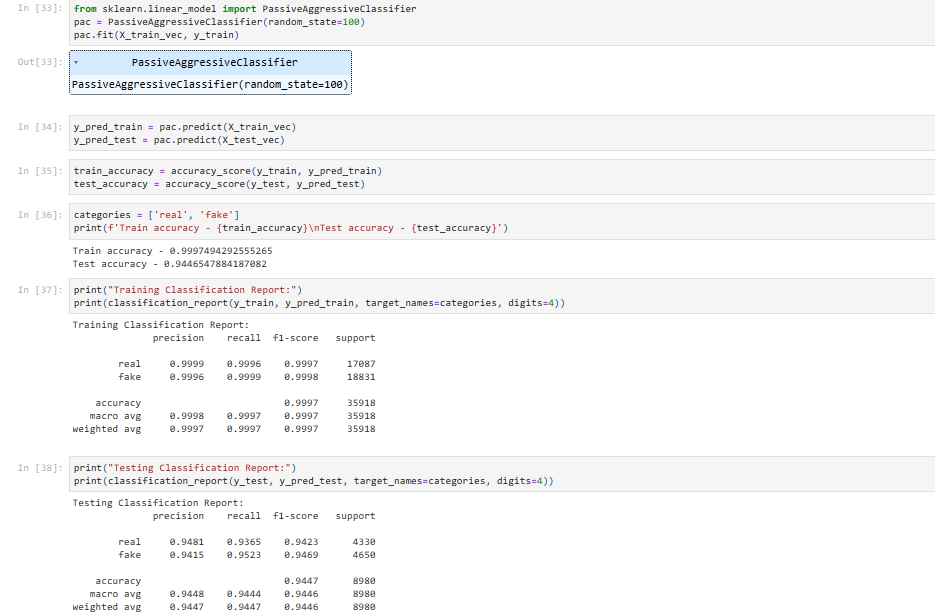 In [33]: from sklearn.linear_model import PassiveAggressiveClassifier
pac = PassiveAggressiveClassifier(random_state=100)
pac.fit(X_train_vec, y_train)
Out[33]: ▾ PassiveAggressiveClassifier
PassiveAggressiveClassifier(random_state=100)
In [34]: y_pred_train = pac.predict(X_train_vec)
y_pred_test = pac.predict(X_test_vec)
In [35]: train_accuracy = accuracy_score(y_train, y_pred_train)
test_accuracy = accuracy_score(y_test, y_pred_test)
In [36]: categories = ['real', 'fake']
print(f'Train accuracy - {train_accuracy}\nTest accuracy - {test_accuracy}')
Train accuracy - 0.9997494292555265
Test accuracy - 0.9446547884187082
In [37]: print("Training Classification Report:")
print(classification_report(y_train, y_pred_train, target_names=categories, digits=4))
Training Classification Report:
precision recall f1-score support
real 0.9999 0.9996 0.9997 17087
fake 0.9996 0.9999 0.9998 18831
accuracy 0.9997 35918
macro avg 0.9998 0.9997 0.9997 35918
weighted avg 0.9997 0.9997 0.9997 35918
In [38]: print("Testing Classification Report:")
print(classification_report(y_test, y_pred_test, target_names=categories, digits=4))
Testing Classification Report:
precision recall f1-score support
real 0.9481 0.9365 0.9423 4330
fake 0.9415 0.9523 0.9469 4650
accuracy 0.9447 8980
macro avg 0.9448 0.9444 0.9446 8980
weighted avg 0.9447 0.9447 0.9446 8980